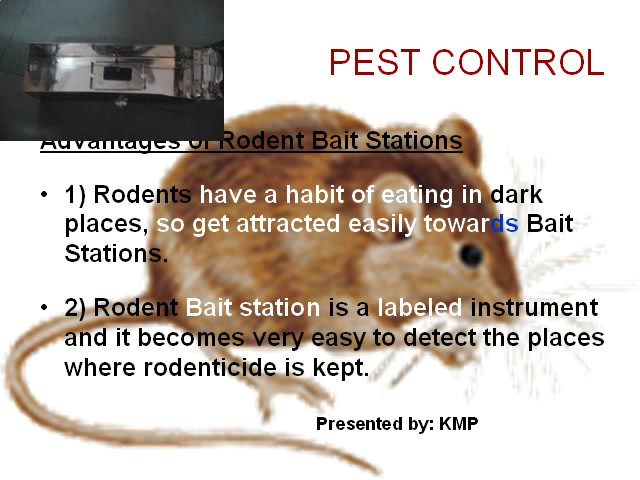 PEST CONTROL
Advantages of Rodent Bait Stations
• 1) Rodents have a habit of eating in dark
places, so get attracted easily towards Bait
Stations.
• 2) Rodent Bait station is a labeled instrument
and it becomes very easy to detect the places
where rodenticide is kept.
Presented by: KMP